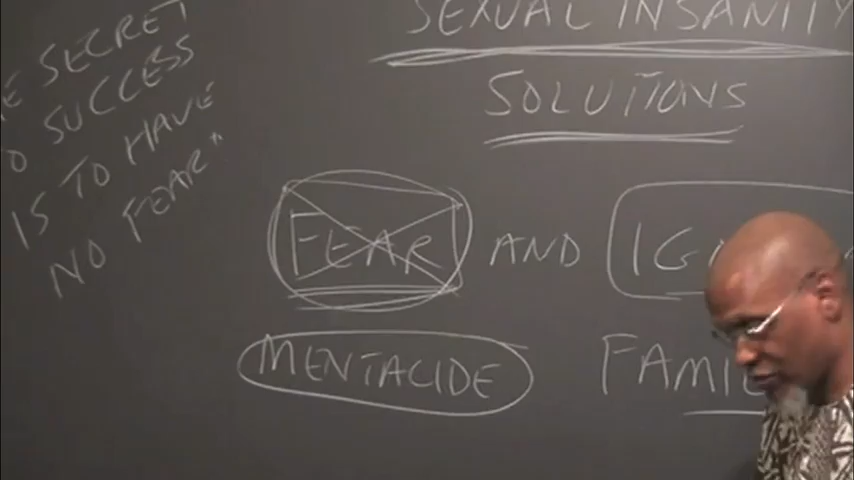 SECRET
SUCCESS
IS TO HAVE
NO FEAR"
SEXUAL INSANITY
SOLUTIONS
FEAR AND
MENTACIDE